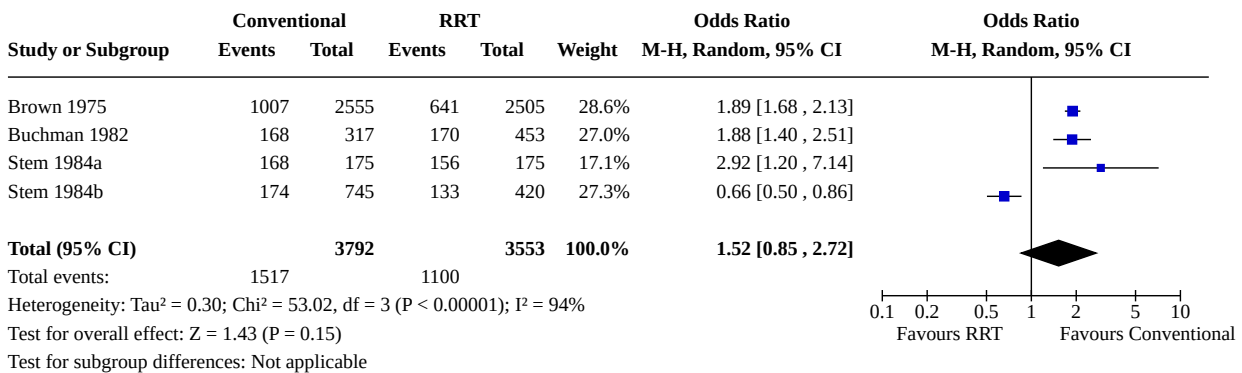 Conventional RRT Odds Ratio Odds Ratio
Study or Subgroup Events Total Events Total Weight M-H, Random, 95% CI M-H, Random, 95% CI
Brown 1975 1007 2555 641 2505 28.6% 1.89 [1.68 , 2.13]
Buchman 1982 168 317 170 453 27.0% 1.88 [1.40 , 2.51]
Stem 1984a 168 175 156 175 17.1% 2.92 [1.20 , 7.14]
Stem 1984b 174 745 133 420 27.3% 0.66 [0.50 , 0.86]
Total (95% CI) 3792 3553 100.0% 1.52 [0.85 , 2.72]
Total events: 1517 1100
Heterogeneity: Tau² = 0.30; Chi² = 53.02, df = 3 (P < 0.00001); I² = 94%
0.1 0.2 0.5 1 2 5 10
Test for overall effect: Z = 1.43 (P = 0.15)
Favours RRT Favours Conventional
Test for subgroup differences: Not applicable